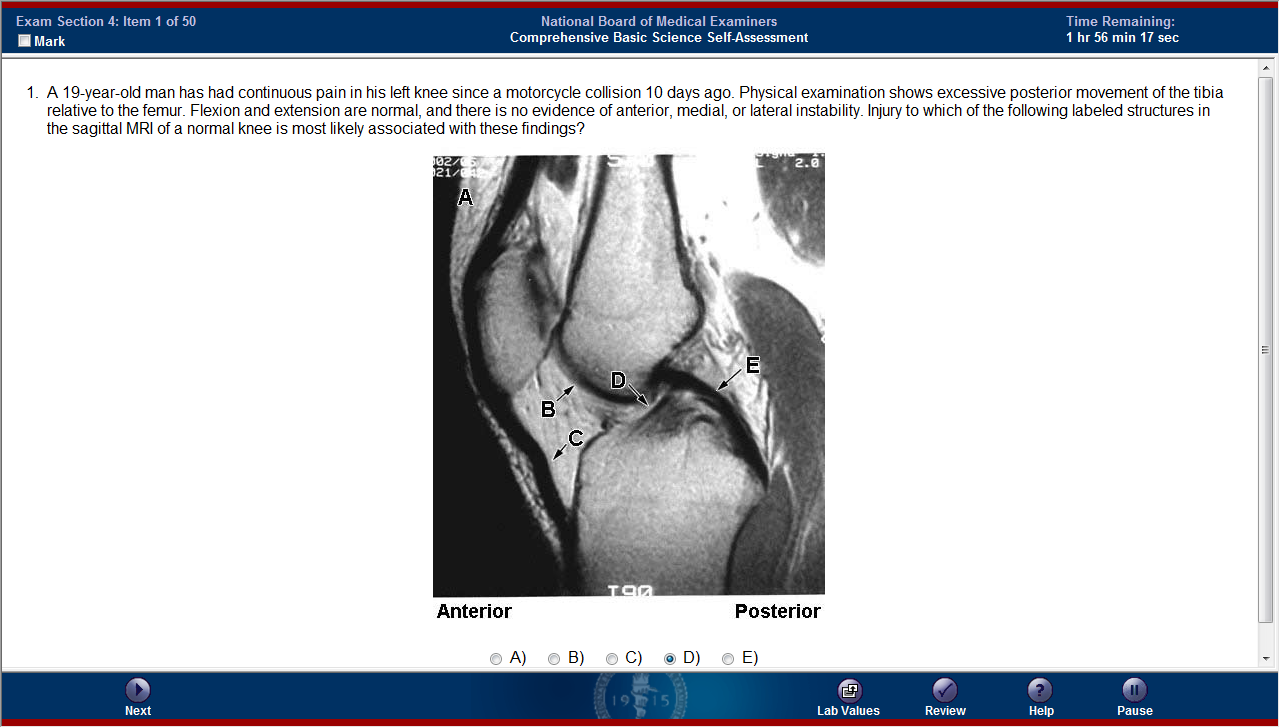 Exam Section 4: Item 1 of 50
National Board of Medical Examiners
Time Remaining:
Mark
Comprehensive Basic Science Self-Assessment
1 hr 56 min 17 sec
1. A 19-year-old man has had continuous pain in his left knee since a motorcycle collision 10 days ago. Physical examination shows excessive posterior movement of the tibia
relative to the femur. Flexion and extension are normal, and there is no evidence of anterior, medial, or lateral instability. Injury to which of the following labeled structures in
the sagittal MRI of a normal knee is most likely associated with these findings?
L 2.0
A
D
E
B
C
I90
Anterior
Posterior
A) B) C) D) E)
1915
Next
Lab Values
Review
Help
Pause